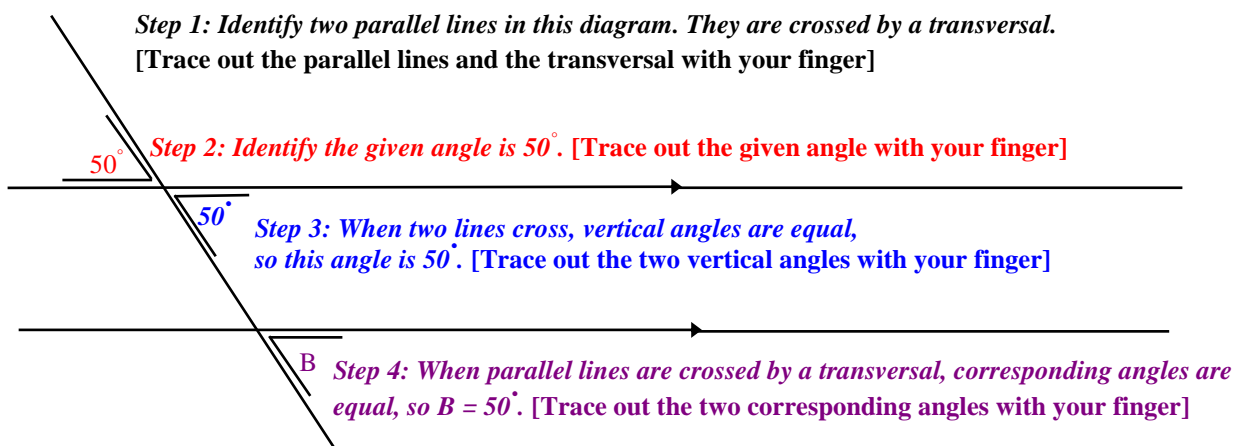 Step 1: Identify two parallel lines in this diagram. They are crossed by a transversal.
[Trace out the parallel lines and the transversal with your finger]
50°
Step 2: Identify the given angle is 50°. [Trace out the given angle with your finger]
50°
Step 3: When two lines cross, vertical angles are equal,
so this angle is 50°. [Trace out the two vertical angles with your finger]
B
Step 4: When parallel lines are crossed by a transversal, corresponding angles are
equal, so B = 50°. [Trace out the two corresponding angles with your finger]